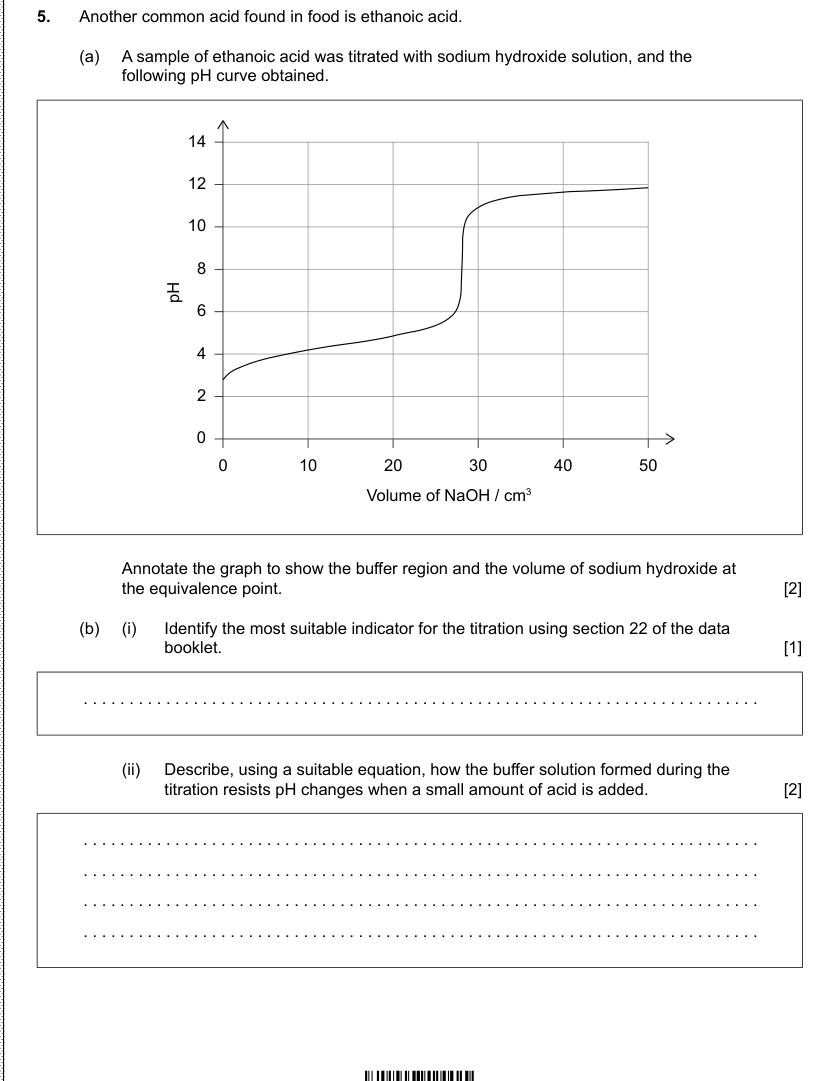 5. Another common acid found in food is ethanoic acid.
(a) A sample of ethanoic acid was titrated with sodium hydroxide solution, and the
following pH curve obtained.
14
12
10
8
6
4
2
0
pH
0 10 20 30 40 50
Volume of NaOH / cm³
Annotate the graph to show the buffer region and the volume of sodium hydroxide at
the equivalence point. [2]
(b) (i) Identify the most suitable indicator for the titration using section 22 of the data
booklet. [1]
(ii) Describe, using a suitable equation, how the buffer solution formed during the
titration resists pH changes when a small amount of acid is added. [2]